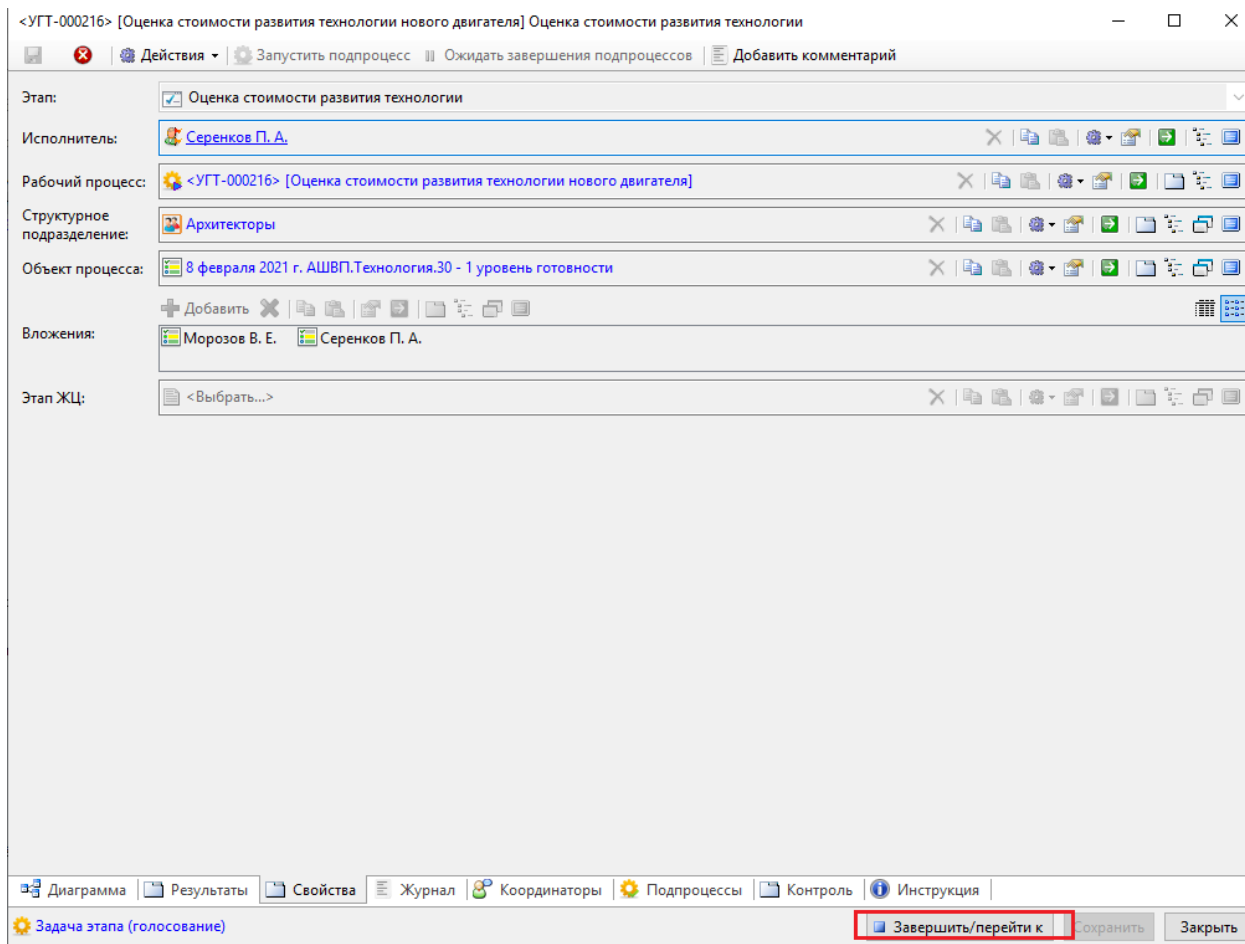 <УГТ-000216> [Оценка стоимости развития технологии нового двигателя] Оценка стоимости развития технологии
Действия Запустить подпроцесс Ожидать завершения подпроцессов Добавить комментарий
Этап: Оценка стоимости развития технологии
Исполнитель: Серенков П. А.
Рабочий процесс: <УГТ-000216> [Оценка стоимости развития технологии нового двигателя]
Структурное
подразделение: Архитекторы
Объект процесса: 8 февраля 2021 г. АШВП.Технология.30 - 1 уровень готовности
Добавить
Вложения: Морозов В. Е. Серенков П. А.
Этап ЖЦ: <Выбрать...>
Диаграмма Результаты Свойства Журнал Координаторы Подпроцессы Контроль Инструкция
Задача этапа (голосование) Завершить/перейти к Сохранить Закрыть